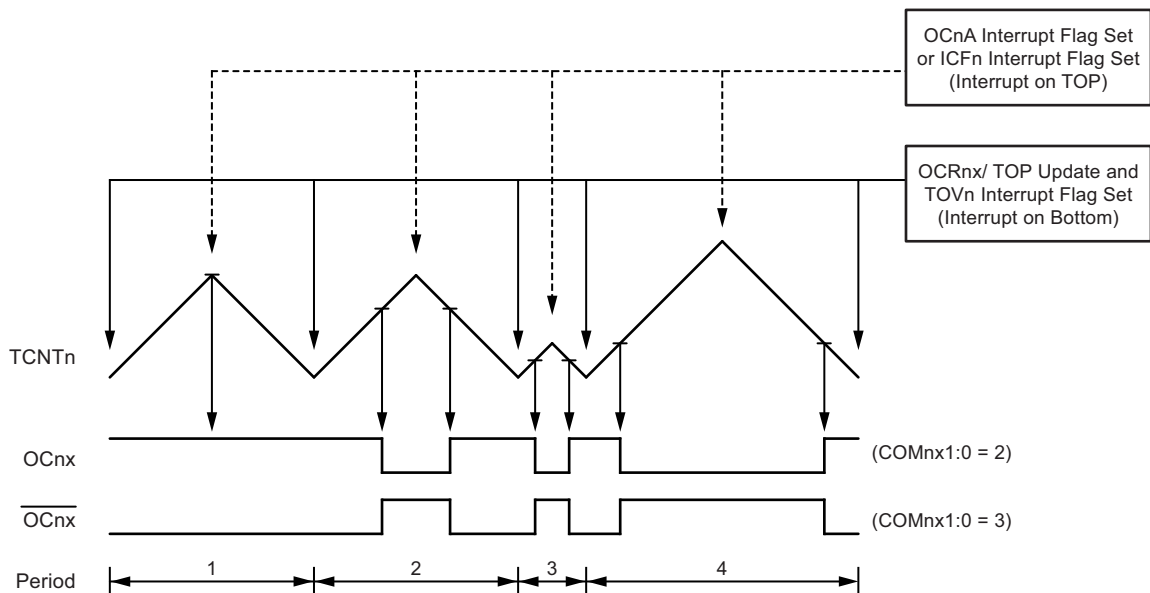 OCnA Interrupt Flag Set
or ICFn Interrupt Flag Set
(Interrupt on TOP)
OCRnx/ TOP Update and
TOVn Interrupt Flag Set
(Interrupt on Bottom)
TCNTn
OCnx
(COMnx1:0 = 2)
OCnx
(COMnx1:0 = 3)
Period
1
2
3
4